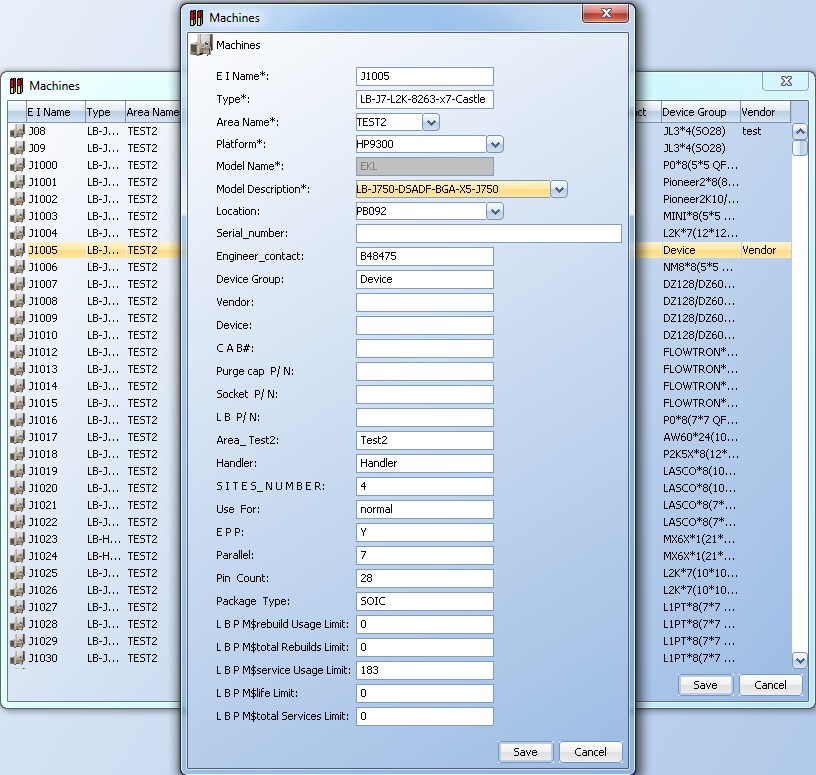 Machines
Machines
E I Name*: J1005
Type*: LB-J7-L2K-8263-x7-Castle
Area Name*: TEST2
Platform*: HP9300
Model Name*: EKL
Model Description*: LB-J750-DSADF-BGA-X5-J750
Location: PB092
Serial_number:
Engineer_contact: B48475
Device Group: Device
Vendor:
Device:
C A B#:
Purge cap P/ N:
Socket P/ N:
L B P/ N:
Area_ Test2: Test2
Handler: Handler
S I T E S_N U M B E R: 4
Use For: normal
E P P: Y
Parallel: 7
Pin Count: 28
Package Type: SOIC
L B P M$rebuild Usage Limit: 0
L B P M$total Rebuilds Limit: 0
L B P M$service Usage Limit: 183
L B P M$life Limit: 0
L B P M$total Services Limit: 0
Save Cancel
Machines
E I Name Type Area Name ct Device Group Vendor
J08 LB-J... TEST2 JL3*4(SO28) test
J09 LB-J... TEST2 JL3*4(SO28)
J1000 LB-J... TEST2 P0*8(5*5 QF...
J1001 LB-J... TEST2 Pioneer2*8(8...
J1002 LB-J... TEST2 Pioneer2K10/...
J1003 LB-J... TEST2 MINI*8(5*5 ...
J1004 LB-J... TEST2 L2K*7(12*12...
J1005 LB-J... TEST2 Device Vendor
J1006 LB-J... TEST2 NM8*8(5*5 ...
J1007 LB-J... TEST2 DZ128/DZ60...
J1008 LB-J... TEST2 DZ128/DZ60...
J1009 LB-J... TEST2 DZ128/DZ60...
J1010 LB-J... TEST2 DZ128/DZ60...
J1012 LB-J... TEST2 FLOWTRON*...
J1013 LB-J... TEST2 FLOWTRON*...
J1014 LB-J... TEST2 FLOWTRON*...
J1015 LB-J... TEST2 FLOWTRON*...
J1016 LB-J... TEST2 P0*8(7*7 QF...
J1017 LB-J... TEST2 AW60*24(10...
J1018 LB-J... TEST2 P2K5X*8(12*...
J1019 LB-J... TEST2 LASCO*8(10...
J1020 LB-J... TEST2 LASCO*8(10...
J1021 LB-J... TEST2 LASCO*8(7*...
J1022 LB-J... TEST2 LASCO*8(7*...
J1023 LB-H... TEST2 MX6X*1(21*...
J1024 LB-H... TEST2 MX6X*1(21*...
J1025 LB-J... TEST2 L2K*7(10*10...
J1026 LB-J... TEST2 L2K*7(10*10...
J1027 LB-J... TEST2 L1PT*8(7*7 ...
J1028 LB-J... TEST2 L1PT*8(7*7 ...
J1029 LB-J... TEST2 L1PT*8(7*7 ...
J1030 LB-J... TEST2 L1PT*8(7*7 ...
Save Cancel